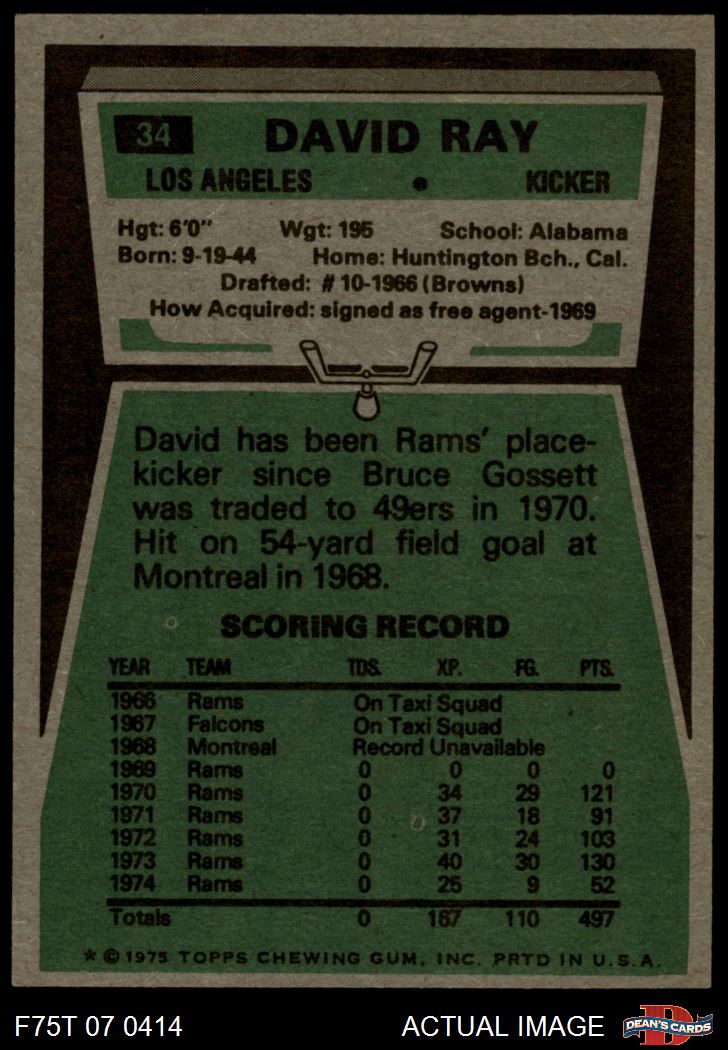 34 DAVID RAY
LOS ANGELES • KICKER
Hgt: 6'0" Wgt: 195 School: Alabama
Born: 9-19-44 Home: Huntington Bch., Cal.
Drafted: # 10-1966 (Browns)
How Acquired: signed as free agent-1969
David has been Rams' place-
kicker since Bruce Gossett
was traded to 49ers in 1970.
Hit on 54-yard field goal at
Montreal in 1968.
SCORING RECORD
YEAR TEAM TDS. XP. FG. PTS.
1966 Rams On Taxi Squad
1967 Falcons On Taxi Squad
1968 Montreal Record Unavailable
1969 Rams 0 0 0 0
1970 Rams 0 34 29 121
1971 Rams 0 37 18 91
1972 Rams 0 31 24 103
1973 Rams 0 40 30 130
1974 Rams 0 25 9 52
Totals 0 167 110 497
* © 1975 TOPPS CHEWING GUM, INC. PRTD IN U.S.A.
F75T 07 0414 ACTUAL IMAGE D DEAN'S CARDS